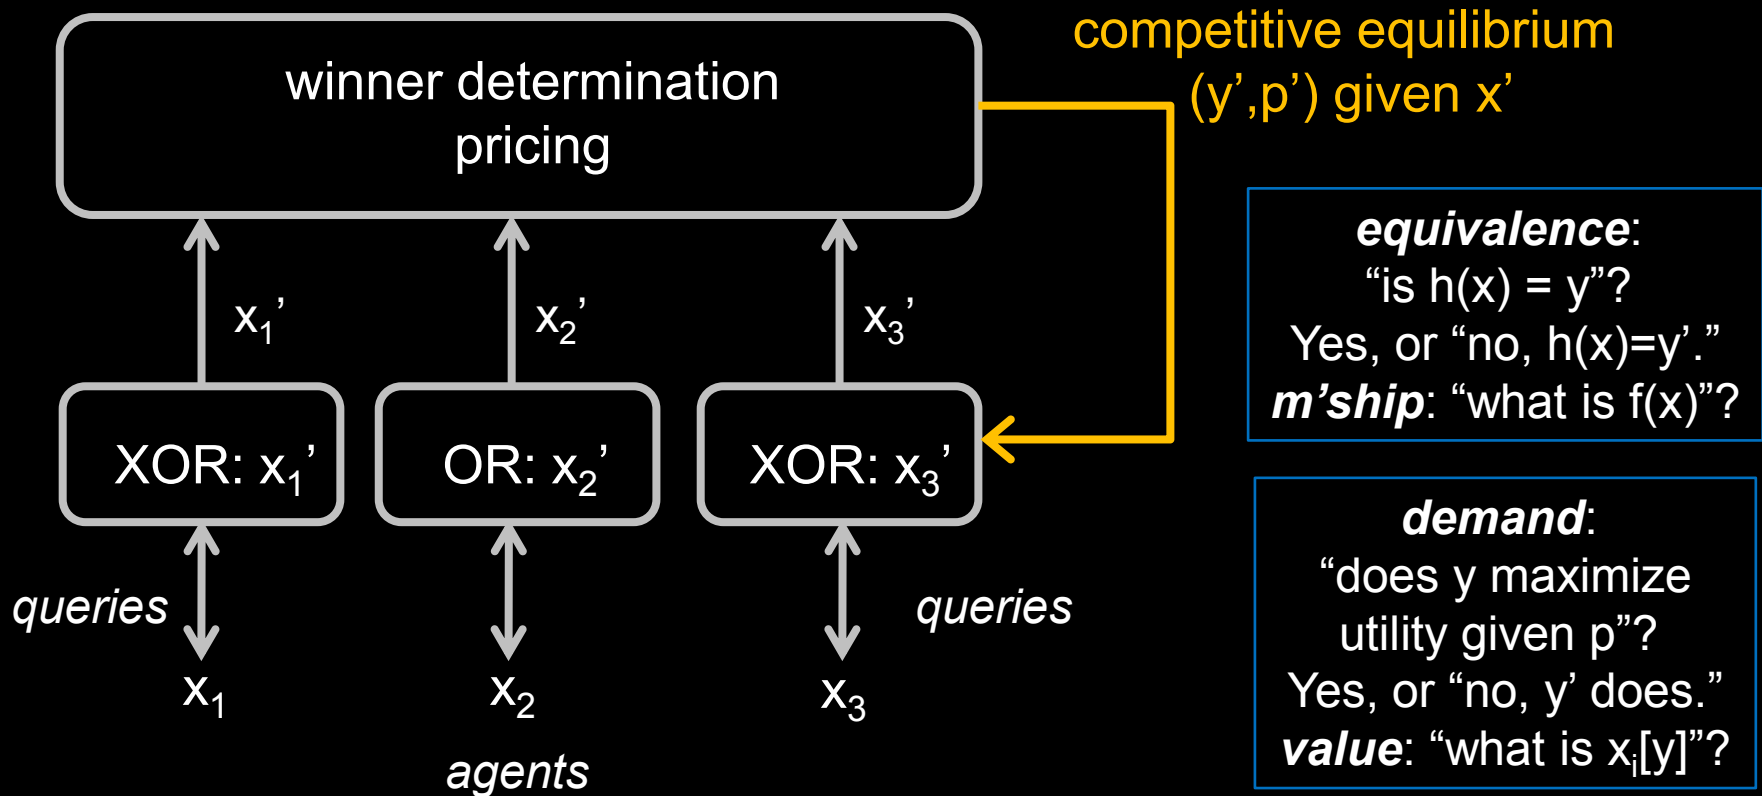 winner determination
pricing
competitive equilibrium
(y’,p’) given x’
x₁’
x₂’
x₃’
XOR: x₁’
OR: x₂’
XOR: x₃’
queries
queries
x₁
x₂
x₃
agents
equivalence:
“is h(x) = y”?
Yes, or “no, h(x)=y’.”
m’ship: “what is f(x)”?
demand:
“does y maximize
utility given p”?
Yes, or “no, y’ does.”
value: “what is xᵢ[y]”?